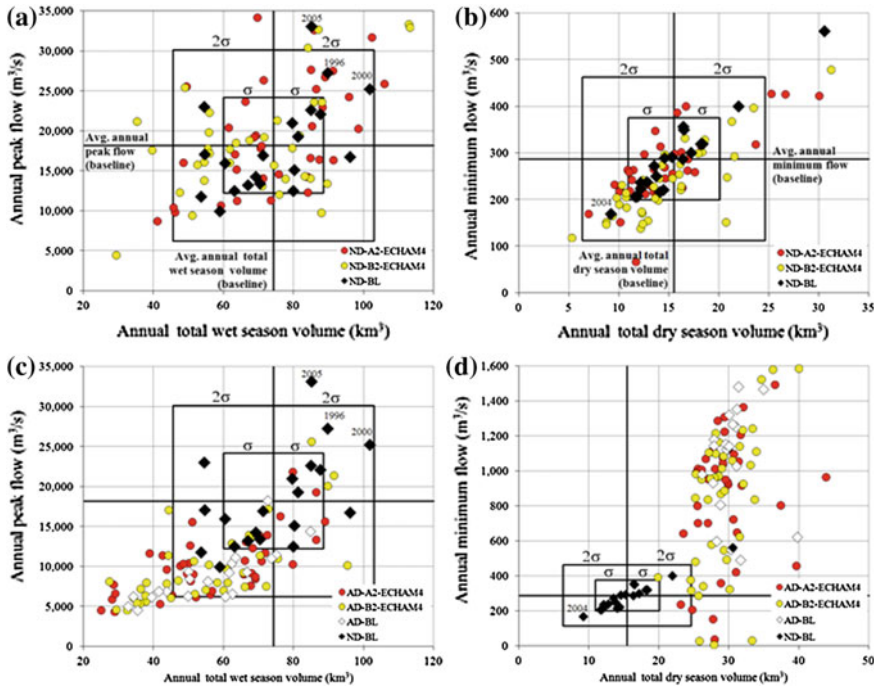 (a)
Annual peak flow (m³/s)
35,000
30,000
25,000
20,000
15,000
10,000
5,000
0
2005
1996
2000
2σ
2σ
σ
σ
Avg. annual
peak flow
(baseline)
Avg. annual total
wet season volume
(baseline)
ND-A2-ECHAM4
ND-B2-ECHAM4
ND-BL
20
40
60
80
100
120
Annual total wet season volume (km³)
(b)
Annual minimum flow (m³/s)
600
500
400
300
200
100
0
2σ
2σ
σ
σ
2004
Avg. annual
minimum flow
(baseline)
Avg. annual total
dry season volume
(baseline)
ND-A2-ECHAM4
ND-B2-ECHAM4
ND-BL
0
5
10
15
20
25
30
35
Annual total dry season volume (km³)
(c)
Annual peak flow (m³/s)
35,000
30,000
25,000
20,000
15,000
10,000
5,000
0
2005
1996
2000
2σ
2σ
σ
σ
AD-A2-ECHAM4
AD-B2-ECHAM4
AD-BL
ND-BL
20
40
60
80
100
120
Annual total wet season volume (km³)
(d)
Annual minimum flow (m³/s)
1,600
1,400
1,200
1,000
800
600
400
200
0
2σ
2σ
σ
σ
2004
AD-A2-ECHAM4
AD-B2-ECHAM4
AD-BL
ND-BL
0
10
20
30
40
50
Annual total dry season volume (km³)